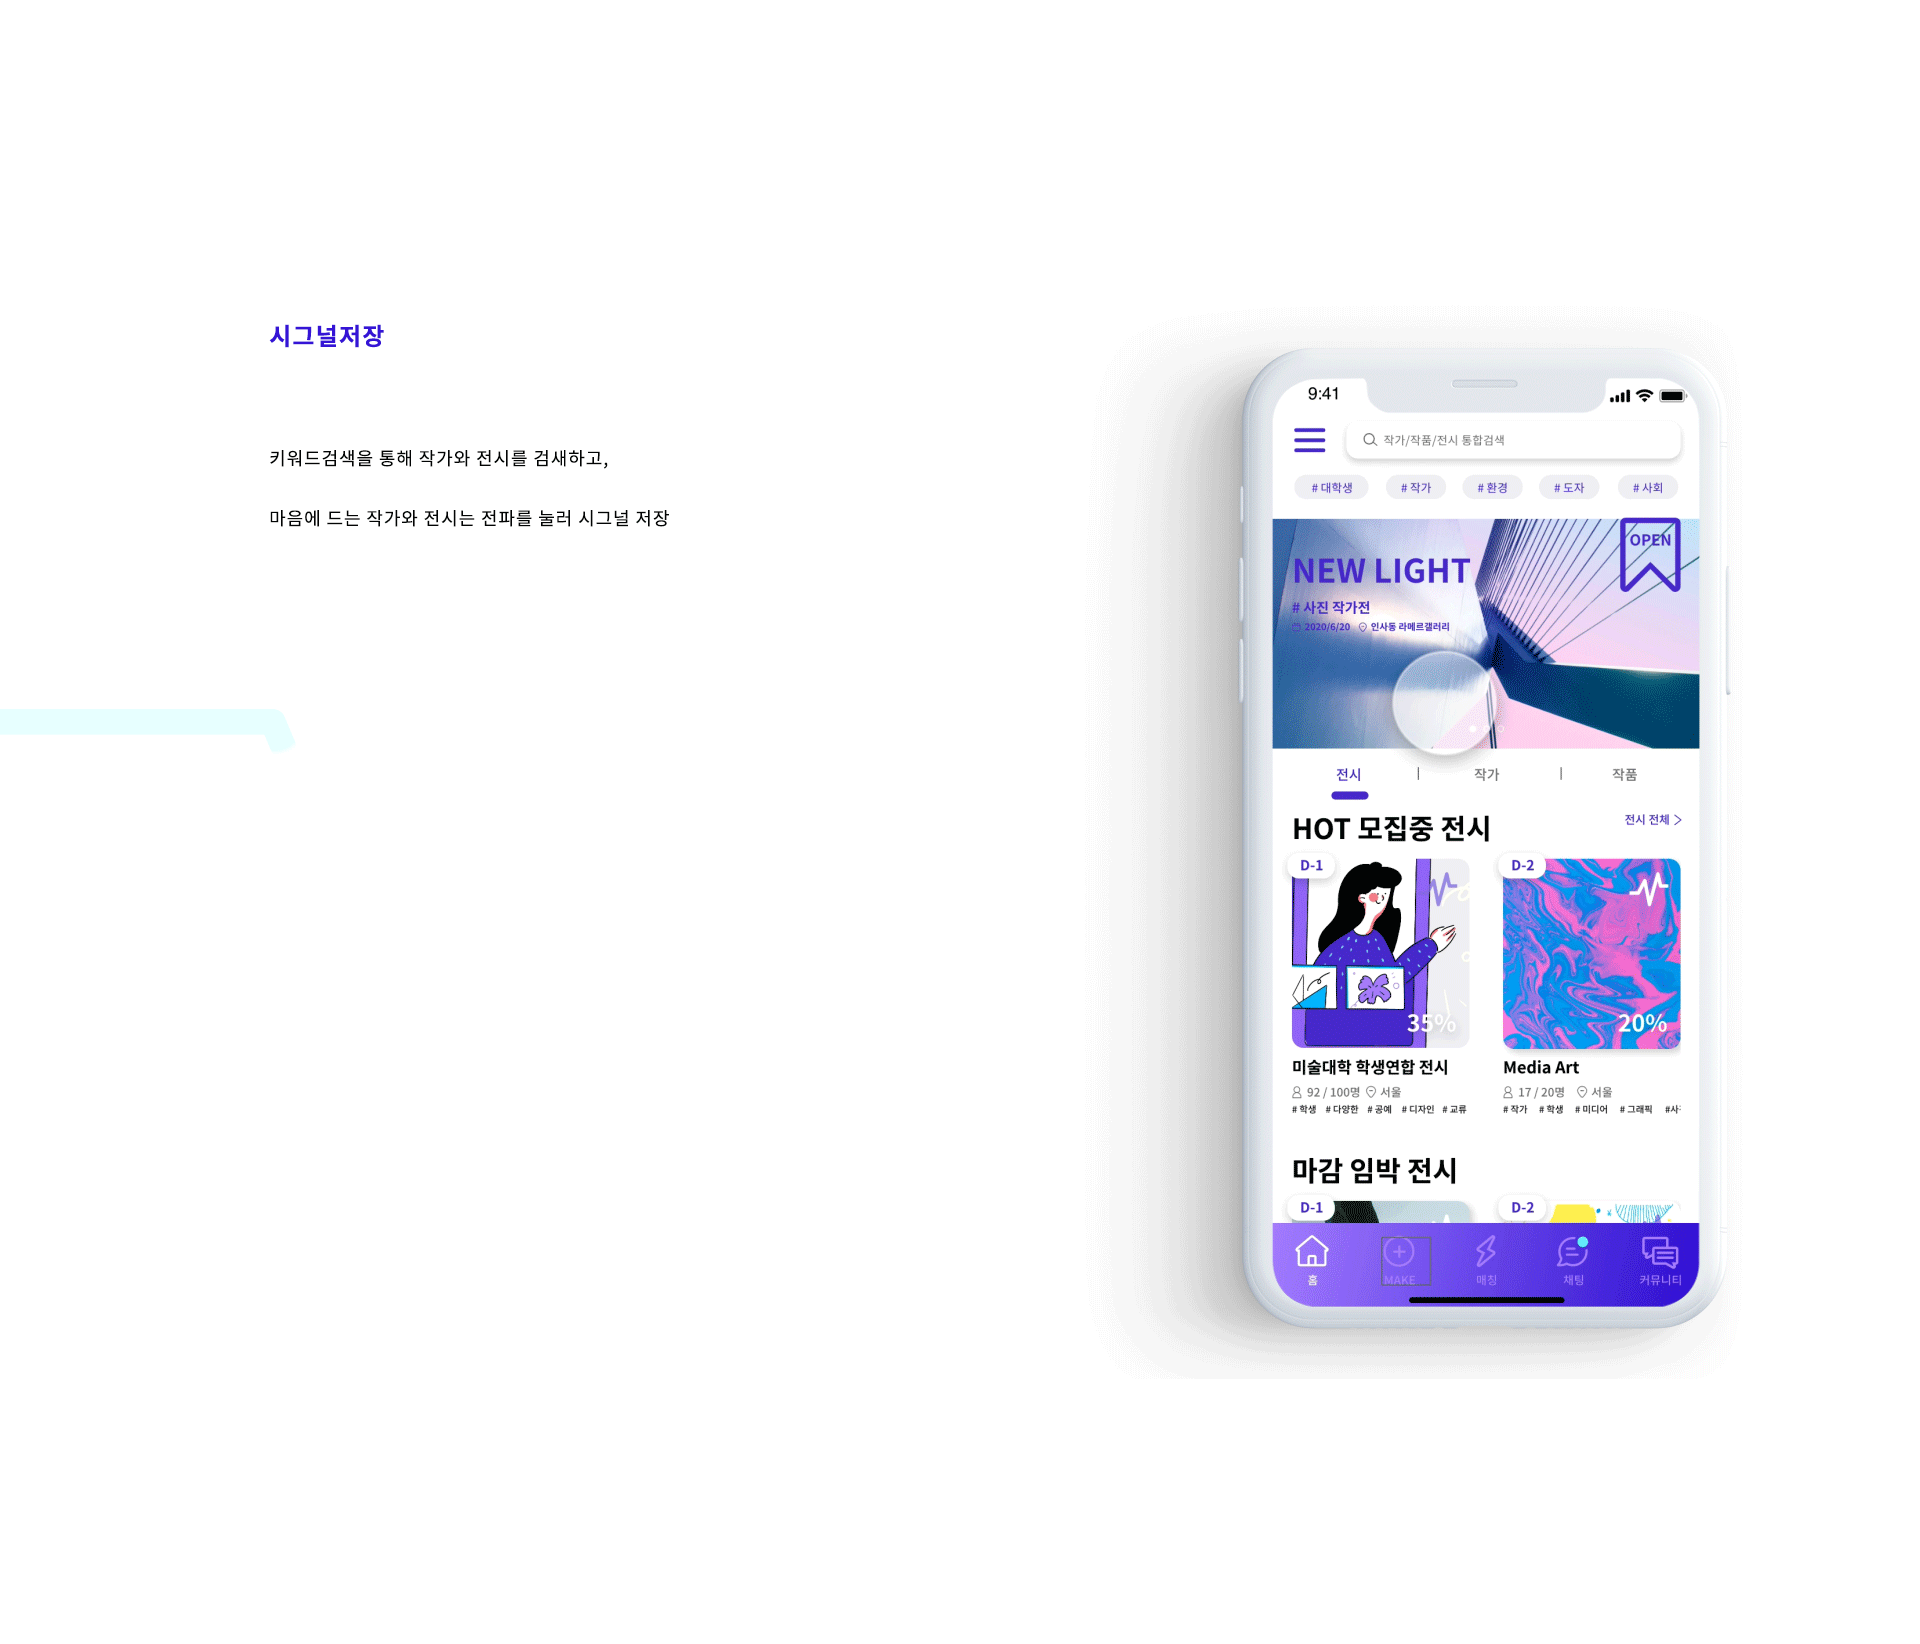 시그널저장
키워드검색을 통해 작가와 전시를 검새하고,
마음에 드는 작가와 전시는 전파를 눌러 시그널 저장
9:41
작가/작품/전시 통합검색
# 대학생 # 작가 # 환경 # 도자 # 사회
OPEN
NEW LIGHT
# 사진 작가전
2020/6/20 인사동 라메르갤러리
전시 | 작가 | 작품
HOT 모집중 전시
전시 전체 >
D-1 D-2
35% 20%
미술대학 학생연합 전시 Media Art
92 / 100명 서울 17 / 20명 서울
# 학생 # 다양한 # 공예 # 디자인 # 교류 # 작가 # 학생 # 미디어 # 그래픽
마감 임박 전시
D-1 D-2
홈 MAKE 매칭 채팅 커뮤니티